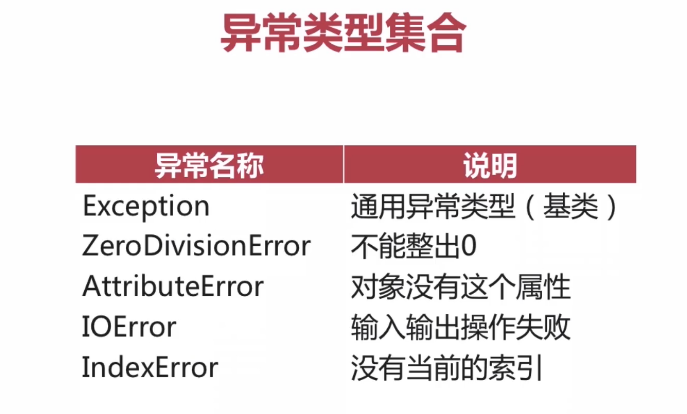 异常类型集合
异常名称 说明
Exception 通用异常类型（基类）
ZeroDivisionError 不能整出0
AttributeError 对象没有这个属性
IOError 输入输出操作失败
IndexError 没有当前的索引